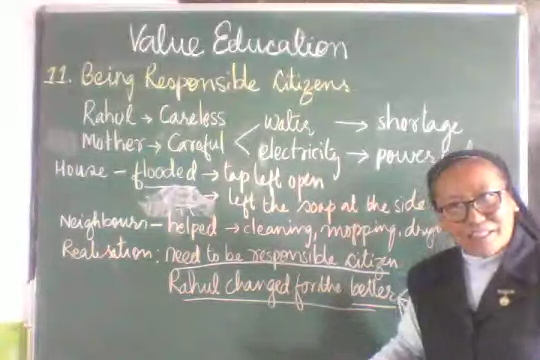 Value Education
11. Being Responsible Citizens
Rahul → Careless
water → shortage
Mother → Careful <
electricity → power
House - flooded → tap left open
→ left the soap at the side
Neighbours - helped → cleaning, mopping,
Realisation: need to be responsible citizen
Rahul changed for the better